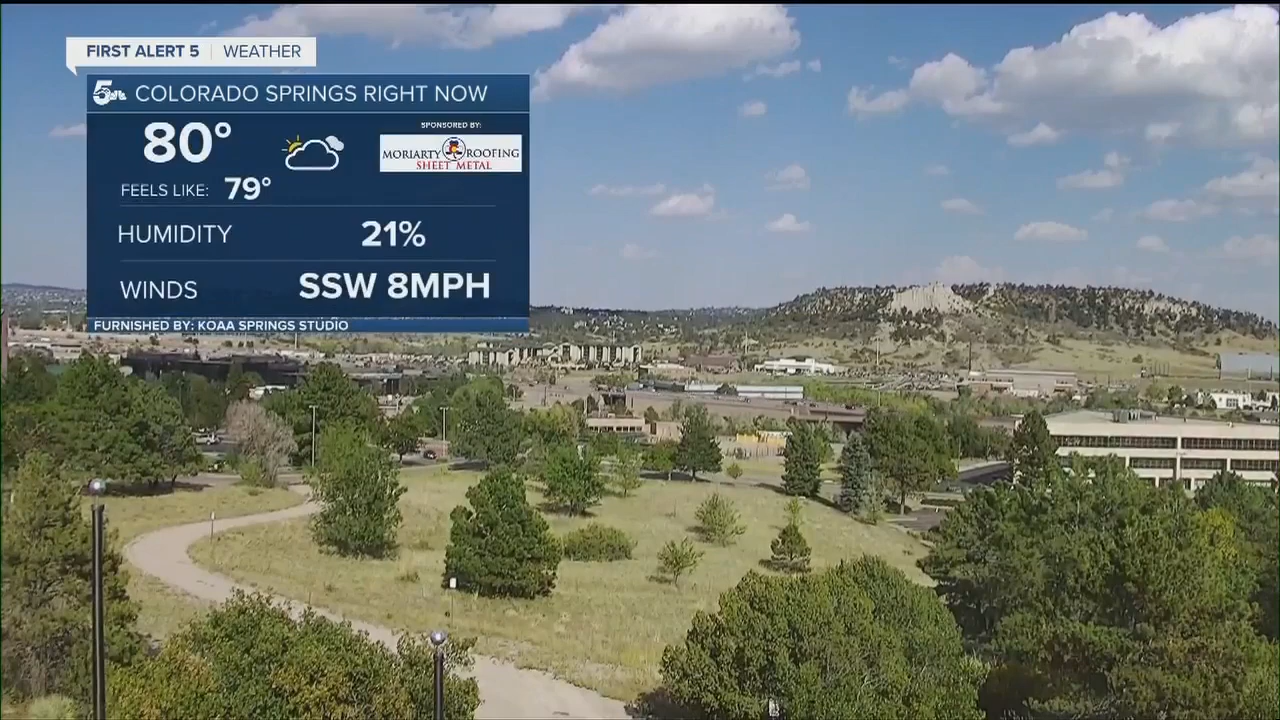 FIRST ALERT 5 | WEATHER
5 COLORADO SPRINGS RIGHT NOW
80°
SPONSORED BY:
MORIARTY ROOFING
SHEET METAL
FEELS LIKE: 79°
HUMIDITY 21%
WINDS SSW 8MPH
FURNISHED BY: KOAA SPRINGS STUDIO